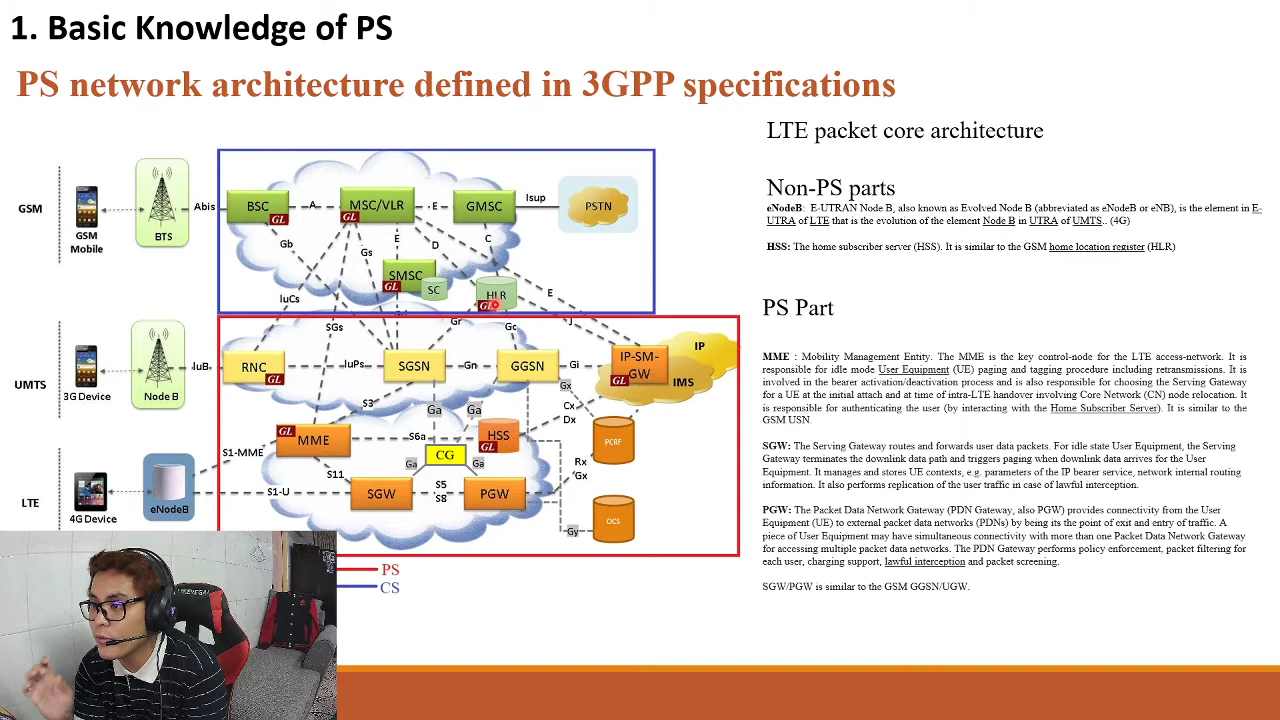 1. Basic Knowledge of PS
PS network architecture defined in 3GPP specifications
LTE packet core architecture
Non-PS parts
eNodeB: E-UTRAN Node B, also known as Evolved Node B (abbreviated as eNodeB or eNB), is the element in E-
UTRA of LTE that is the evolution of the element Node B in UTRA of UMTS.. (4G)
HSS: The home subscriber server (HSS). It is similar to the GSM home location register (HLR)
PS Part
MME : Mobility Management Entity. The MME is the key control-node for the LTE access-network. It is
responsible for idle mode User Equipment (UE) paging and tagging procedure including retransmissions. It is
involved in the bearer activation/deactivation process and is also responsible for choosing the Serving Gateway
for a UE at the initial attach and at time of intra-LTE handover involving Core Network (CN) node relocation. It
is responsible for authenticating the user (by interacting with the Home Subscriber Server). It is similar to the
GSM USN.
SGW: The Serving Gateway routes and forwards user data packets. For idle state User Equipment, the Serving
Gateway terminates the downlink data path and triggers paging when downlink data arrives for the User
Equipment. It manages and stores UE contexts, e.g. parameters of the IP bearer service, network internal routing
information. It also performs replication of the user traffic in case of lawful interception.
PGW: The Packet Data Network Gateway (PDN Gateway, also PGW) provides connectivity from the User
Equipment (UE) to external packet data networks (PDNs) by being its the point of exit and entry of traffic. A
piece of User Equipment may have simultaneous connectivity with more than one Packet Data Network Gateway
for accessing multiple packet data networks. The PDN Gateway performs policy enforcement, packet filtering for
each user, charging support, lawful interception and packet screening.
SGW/PGW is similar to the GSM GGSN/UGW.
GSM
GSM
Mobile
BTS
Abis
BSC
GL
A
MSC/VLR
GL
E
GMSC
Isup
PSTN
Gb
Gs
E
D
C
SMSC
GL
SC
HLR
GL
E
IuCs
SGs
Gr
Gc
J
UMTS
3G Device
Node B
IuB
RNC
GL
IuPs
SGSN
Gn
GGSN
Gi
IP-SM-
GW
GL
IP
IMS
Gx
S3
Ga
Ga
Cx
Dx
GL
MME
S6a
HSS
GL
PCRF
S1-MME
CG
S11
Ga
Ga
Rx
Gx
LTE
4G Device
eNodeB
S1-U
SGW
S5
S8
PGW
OCS
Gy
PS
CS